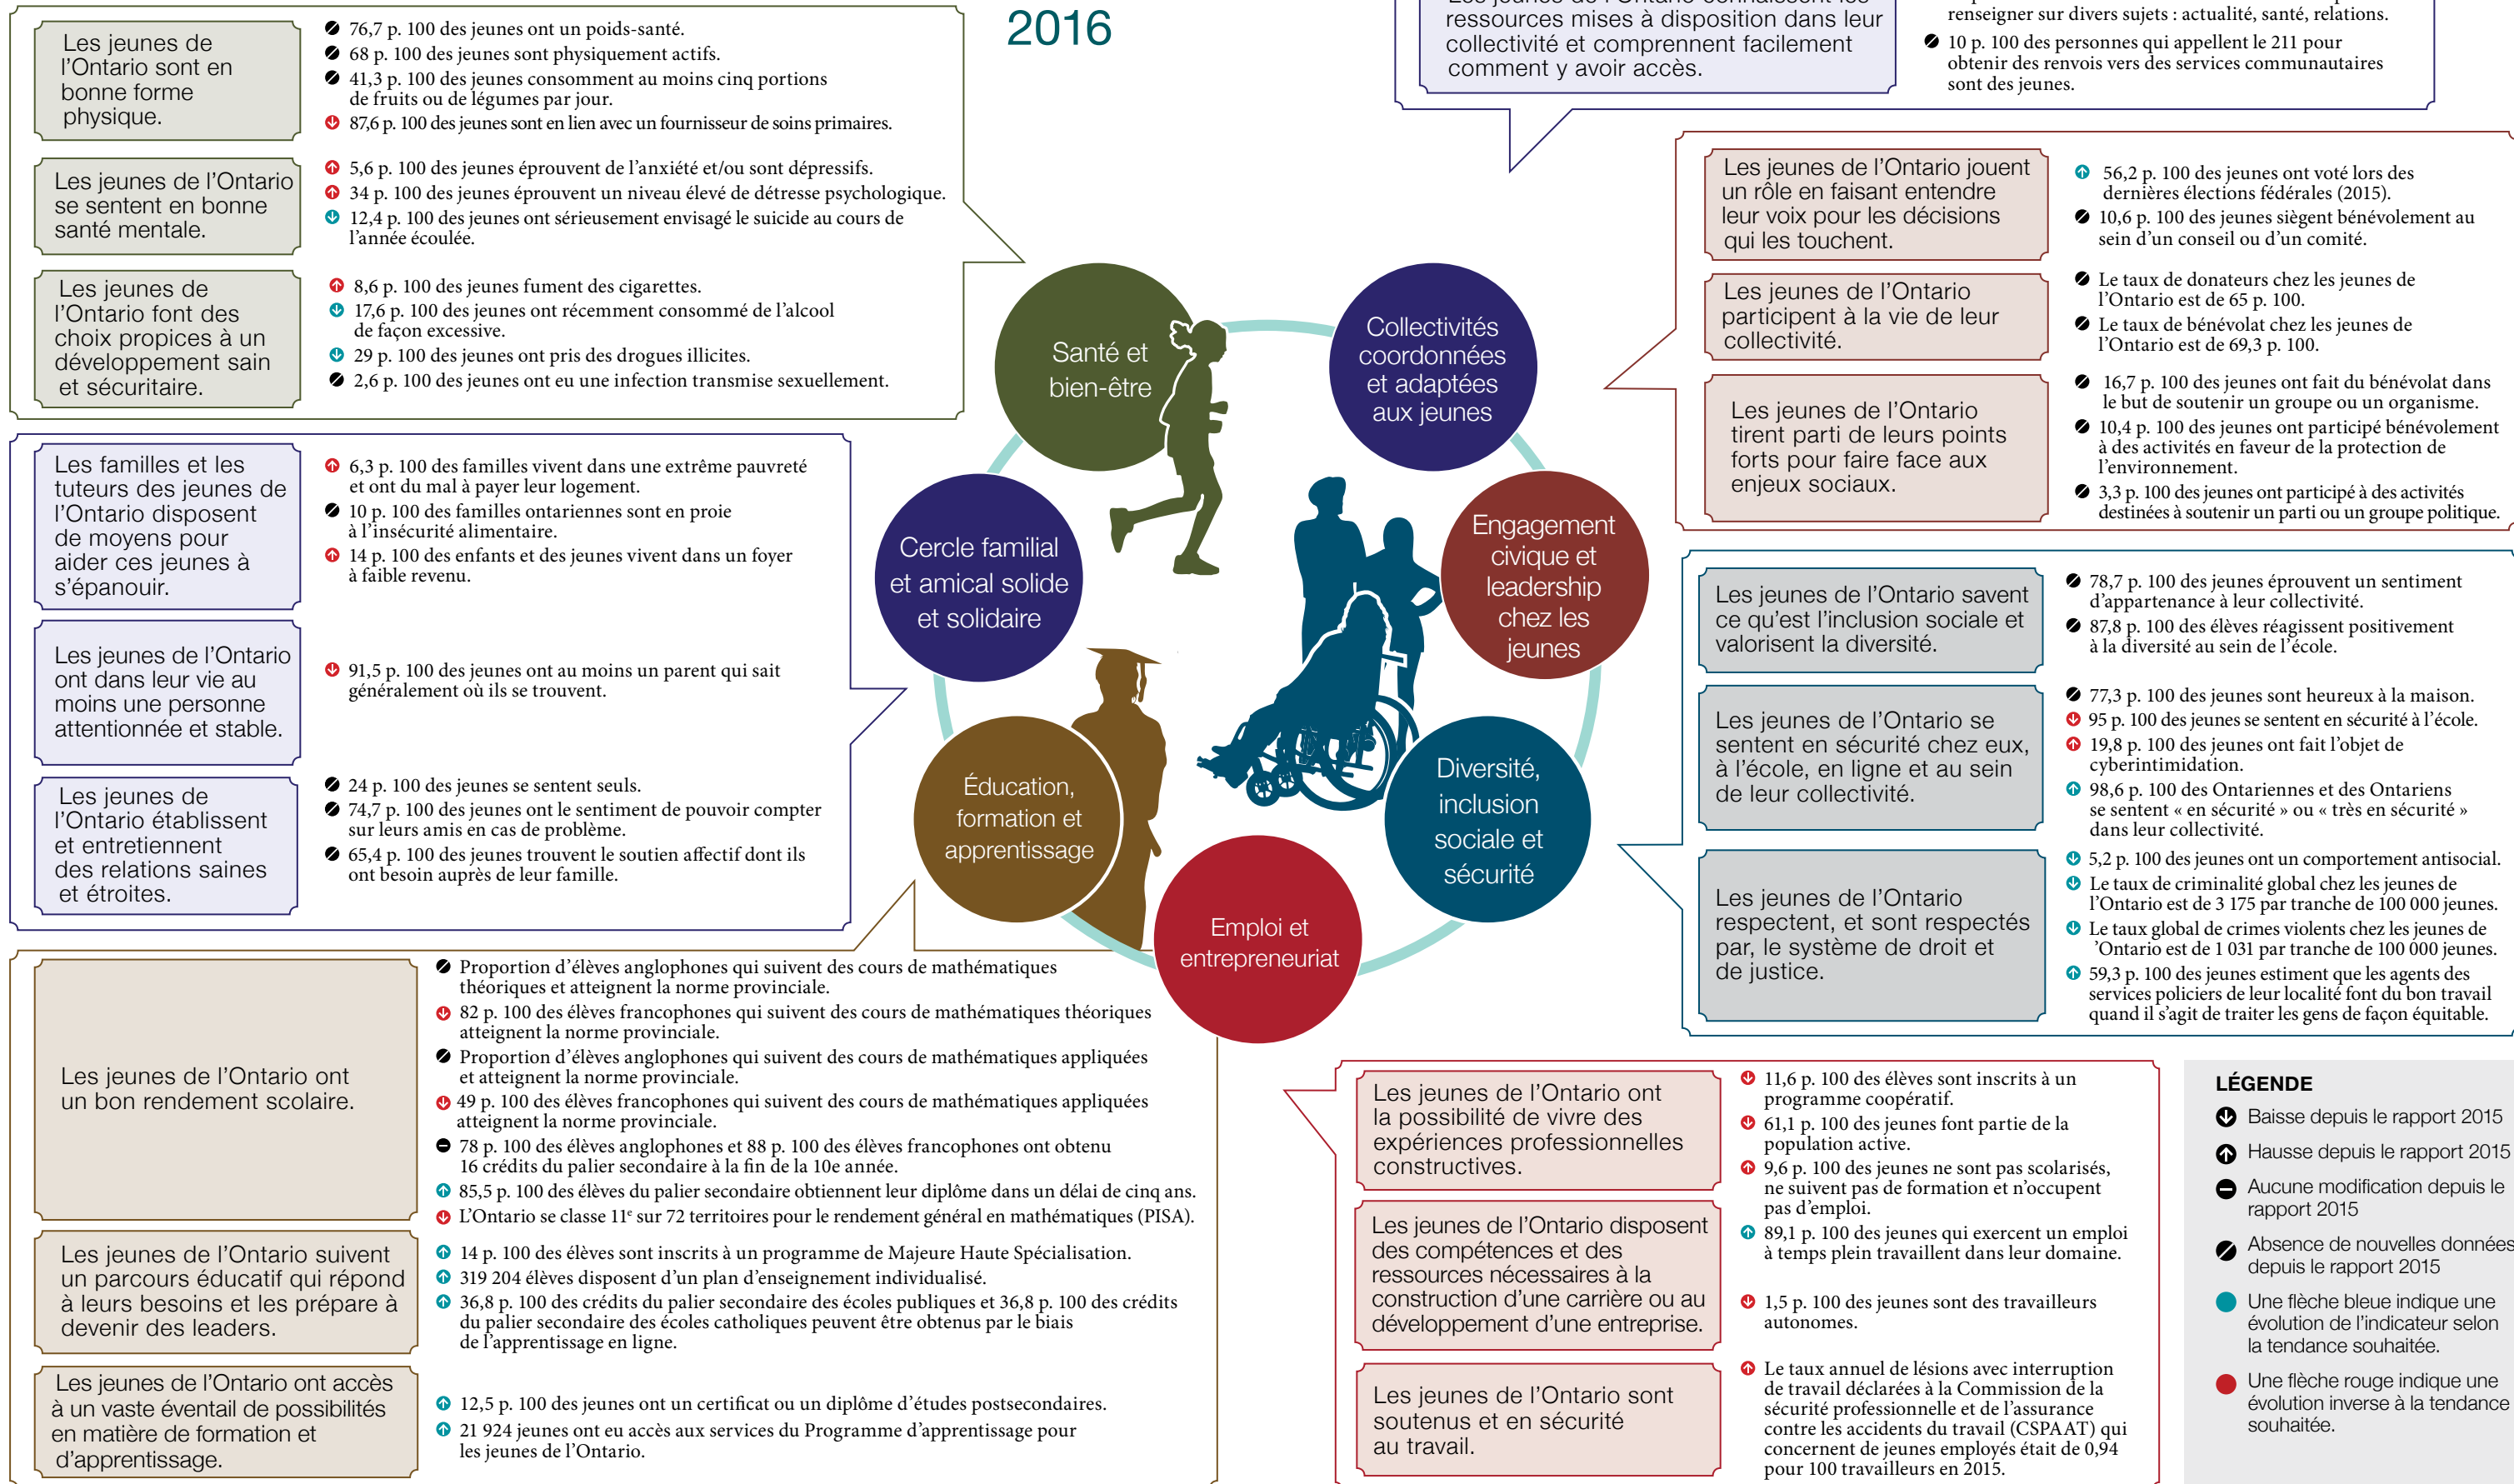 2016
Les jeunes de
l'Ontario sont en
bonne forme
physique.
76,7 p. 100 des jeunes ont un poids-santé.
68 p. 100 des jeunes sont physiquement actifs.
41,3 p. 100 des jeunes consomment au moins cinq portions
de fruits ou de légumes par jour.
87,6 p. 100 des jeunes sont en lien avec un fournisseur de soins primaires.
Les jeunes de l'Ontario
se sentent en bonne
santé mentale.
5,6 p. 100 des jeunes éprouvent de l'anxiété et/ou sont dépressifs.
34 p. 100 des jeunes éprouvent un niveau élevé de détresse psychologique.
12,4 p. 100 des jeunes ont sérieusement envisagé le suicide au cours de
l'année écoulée.
Les jeunes de
l'Ontario font des
choix propices à un
développement sain
et sécuritaire.
8,6 p. 100 des jeunes fument des cigarettes.
17,6 p. 100 des jeunes ont récemment consommé de l'alcool
de façon excessive.
29 p. 100 des jeunes ont pris des drogues illicites.
2,6 p. 100 des jeunes ont eu une infection transmise sexuellement.
Les familles et les
tuteurs des jeunes de
l'Ontario disposent
de moyens pour
aider ces jeunes à
s'épanouir.
6,3 p. 100 des familles vivent dans une extrême pauvreté
et ont du mal à payer leur logement.
10 p. 100 des familles ontariennes sont en proie
à l'insécurité alimentaire.
14 p. 100 des enfants et des jeunes vivent dans un foyer
à faible revenu.
Les jeunes de l'Ontario
ont dans leur vie au
moins une personne
attentionnée et stable.
91,5 p. 100 des jeunes ont au moins un parent qui sait
généralement où ils se trouvent.
Les jeunes de
l'Ontario établissent
et entretiennent
des relations saines
et étroites.
24 p. 100 des jeunes se sentent seuls.
74,7 p. 100 des jeunes ont le sentiment de pouvoir compter
sur leurs amis en cas de problème.
65,4 p. 100 des jeunes trouvent le soutien affectif dont ils
ont besoin auprès de leur famille.
Les jeunes de l'Ontario ont
un bon rendement scolaire.
Proportion d'élèves anglophones qui suivent des cours de mathématiques
théoriques et atteignent la norme provinciale.
82 p. 100 des élèves francophones qui suivent des cours de mathématiques théoriques
atteignent la norme provinciale.
Proportion d'élèves anglophones qui suivent des cours de mathématiques appliquées
et atteignent la norme provinciale.
49 p. 100 des élèves francophones qui suivent des cours de mathématiques appliquées
atteignent la norme provinciale.
78 p. 100 des élèves anglophones et 88 p. 100 des élèves francophones ont obtenu
16 crédits du palier secondaire à la fin de la 10e année.
85,5 p. 100 des élèves du palier secondaire obtiennent leur diplôme dans un délai de cinq ans.
L'Ontario se classe 11e sur 72 territoires pour le rendement général en mathématiques (PISA).
Les jeunes de l'Ontario suivent
un parcours éducatif qui répond
à leurs besoins et les prépare à
devenir des leaders.
14 p. 100 des élèves sont inscrits à un programme de Majeure Haute Spécialisation.
319 204 élèves disposent d'un plan d'enseignement individualisé.
36,8 p. 100 des crédits du palier secondaire des écoles publiques et 36,8 p. 100 des crédits
du palier secondaire des écoles catholiques peuvent être obtenus par le biais
de l'apprentissage en ligne.
Les jeunes de l'Ontario ont accès
à un vaste éventail de possibilités
en matière de formation et
d'apprentissage.
12,5 p. 100 des jeunes ont un certificat ou un diplôme d'études postsecondaires.
21 924 jeunes ont eu accès aux services du Programme d'apprentissage pour
les jeunes de l'Ontario.
Santé et
bien-être
Collectivités
coordonnées
et adaptées
aux jeunes
Cercle familial
et amical solide
et solidaire
Engagement
civique et
leadership
chez les
jeunes
Éducation,
formation et
apprentissage
Diversité,
inclusion
sociale et
sécurité
Emploi et
entrepreneuriat
Les jeunes de l'Ontario connaissent les
ressources mises à disposition dans leur
collectivité et comprennent facilement
comment y avoir accès.
renseigner sur divers sujets : actualité, santé, relations.
10 p. 100 des personnes qui appellent le 211 pour
obtenir des renvois vers des services communautaires
sont des jeunes.
Les jeunes de l'Ontario jouent
un rôle en faisant entendre
leur voix pour les décisions
qui les touchent.
56,2 p. 100 des jeunes ont voté lors des
dernières élections fédérales (2015).
10,6 p. 100 des jeunes siègent bénévolement au
sein d'un conseil ou d'un comité.
Les jeunes de l'Ontario
participent à la vie de leur
collectivité.
Le taux de donateurs chez les jeunes de
l'Ontario est de 65 p. 100.
Le taux de bénévolat chez les jeunes de
l'Ontario est de 69,3 p. 100.
Les jeunes de l'Ontario
tirent parti de leurs points
forts pour faire face aux
enjeux sociaux.
16,7 p. 100 des jeunes ont fait du bénévolat dans
le but de soutenir un groupe ou un organisme.
10,4 p. 100 des jeunes ont participé bénévolement
à des activités en faveur de la protection de
l'environnement.
3,3 p. 100 des jeunes ont participé à des activités
destinées à soutenir un parti ou un groupe politique.
Les jeunes de l'Ontario savent
ce qu'est l'inclusion sociale et
valorisent la diversité.
78,7 p. 100 des jeunes éprouvent un sentiment
d'appartenance à leur collectivité.
87,8 p. 100 des élèves réagissent positivement
à la diversité au sein de l'école.
Les jeunes de l'Ontario se
sentent en sécurité chez eux,
à l'école, en ligne et au sein
de leur collectivité.
77,3 p. 100 des jeunes sont heureux à la maison.
95 p. 100 des jeunes se sentent en sécurité à l'école.
19,8 p. 100 des jeunes ont fait l'objet de
cyberintimidation.
98,6 p. 100 des Ontariennes et des Ontariens
se sentent « en sécurité » ou « très en sécurité »
dans leur collectivité.
Les jeunes de l'Ontario
respectent, et sont respectés
par, le système de droit et
de justice.
5,2 p. 100 des jeunes ont un comportement antisocial.
Le taux de criminalité global chez les jeunes de
l'Ontario est de 3 175 par tranche de 100 000 jeunes.
Le taux global de crimes violents chez les jeunes de
'Ontario est de 1 031 par tranche de 100 000 jeunes.
59,3 p. 100 des jeunes estiment que les agents des
services policiers de leur localité font du bon travail
quand il s'agit de traiter les gens de façon équitable.
Les jeunes de l'Ontario ont
la possibilité de vivre des
expériences professionnelles
constructives.
11,6 p. 100 des élèves sont inscrits à un
programme coopératif.
61,1 p. 100 des jeunes font partie de la
population active.
9,6 p. 100 des jeunes ne sont pas scolarisés,
ne suivent pas de formation et n'occupent
pas d'emploi.
89,1 p. 100 des jeunes qui exercent un emploi
à temps plein travaillent dans leur domaine.
Les jeunes de l'Ontario disposent
des compétences et des
ressources nécessaires à la
construction d'une carrière ou au
développement d'une entreprise.
1,5 p. 100 des jeunes sont des travailleurs
autonomes.
Les jeunes de l'Ontario sont
soutenus et en sécurité
au travail.
Le taux annuel de lésions avec interruption
de travail déclarées à la Commission de la
sécurité professionnelle et de l'assurance
contre les accidents du travail (CSPAAT) qui
concernent de jeunes employés était de 0,94
pour 100 travailleurs en 2015.
LÉGENDE
Baisse depuis le rapport 2015
Hausse depuis le rapport 2015
Aucune modification depuis le
rapport 2015
Absence de nouvelles données
depuis le rapport 2015
Une flèche bleue indique une
évolution de l'indicateur selon
la tendance souhaitée.
Une flèche rouge indique une
évolution inverse à la tendance
souhaitée.